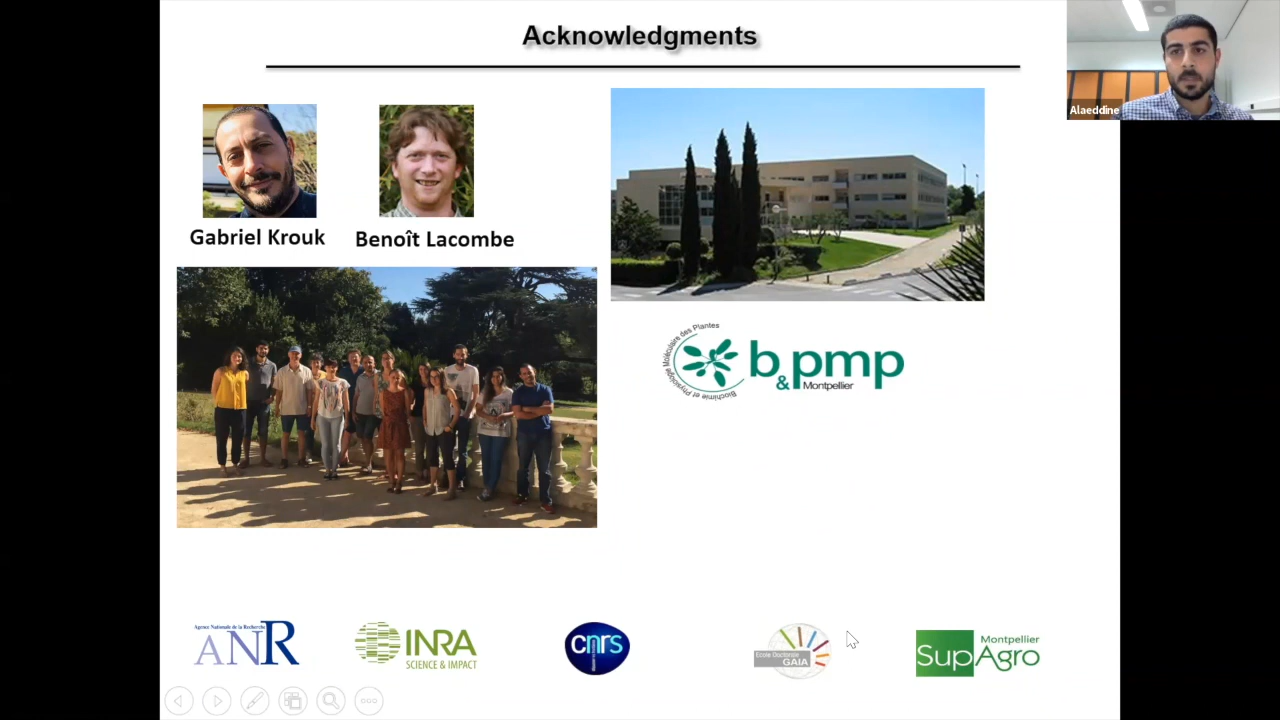 Acknowledgments
Alaeddine
Gabriel Krouk
Benoît Lacombe
Biochimie et Physiologie Moléculaire des Plantes
b&pmp
Montpellier
Agence Nationale de la Recherche
ANR
INRA
SCIENCE & IMPACT
cnrs
Ecole Doctorale
GAIA
Montpellier
SupAgro